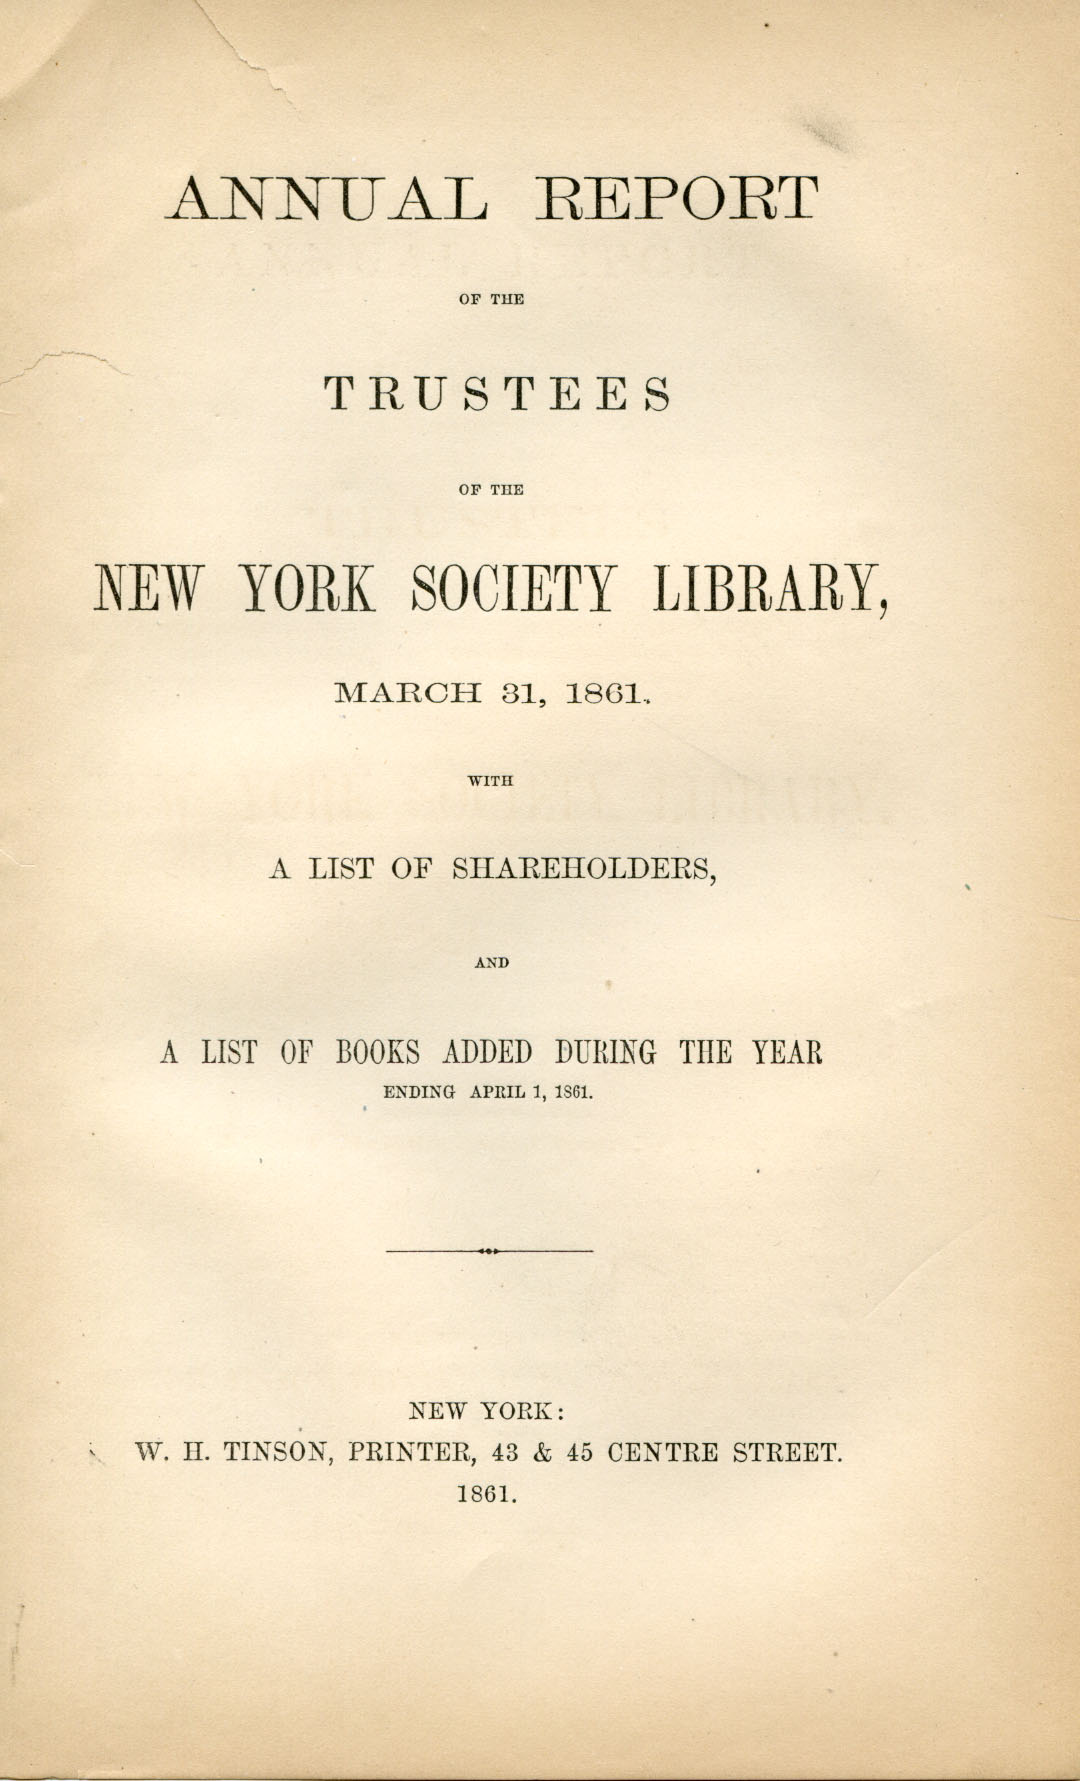 ANNUAL REPORT
OF THE
TRUSTEES
OF THE
NEW YORK SOCIETY LIBRARY,
MARCH 31, 1861.
WITH
A LIST OF SHAREHOLDERS,
AND
A LIST OF BOOKS ADDED DURING THE YEAR
ENDING APRIL 1, 1861.
NEW YORK:
W. H. TINSON, PRINTER, 43 & 45 CENTRE STREET.
1861.